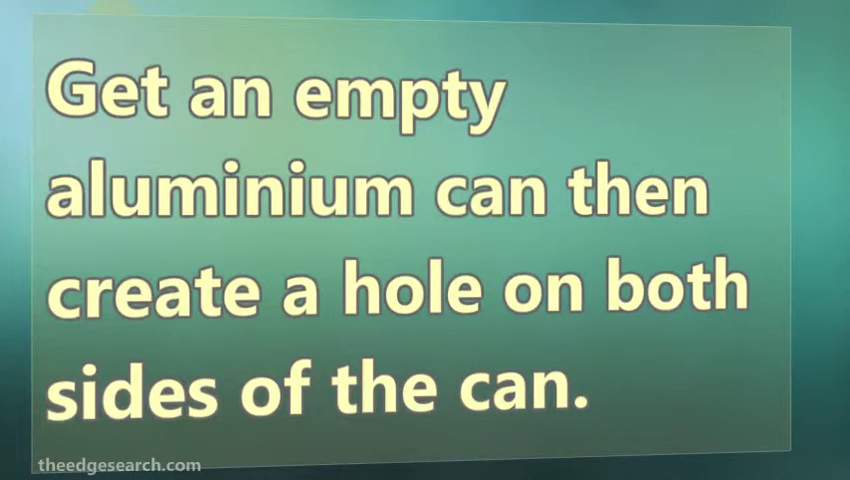 Get an empty
aluminium can then
create a hole on both
sides of the can.
theedgesearch.com